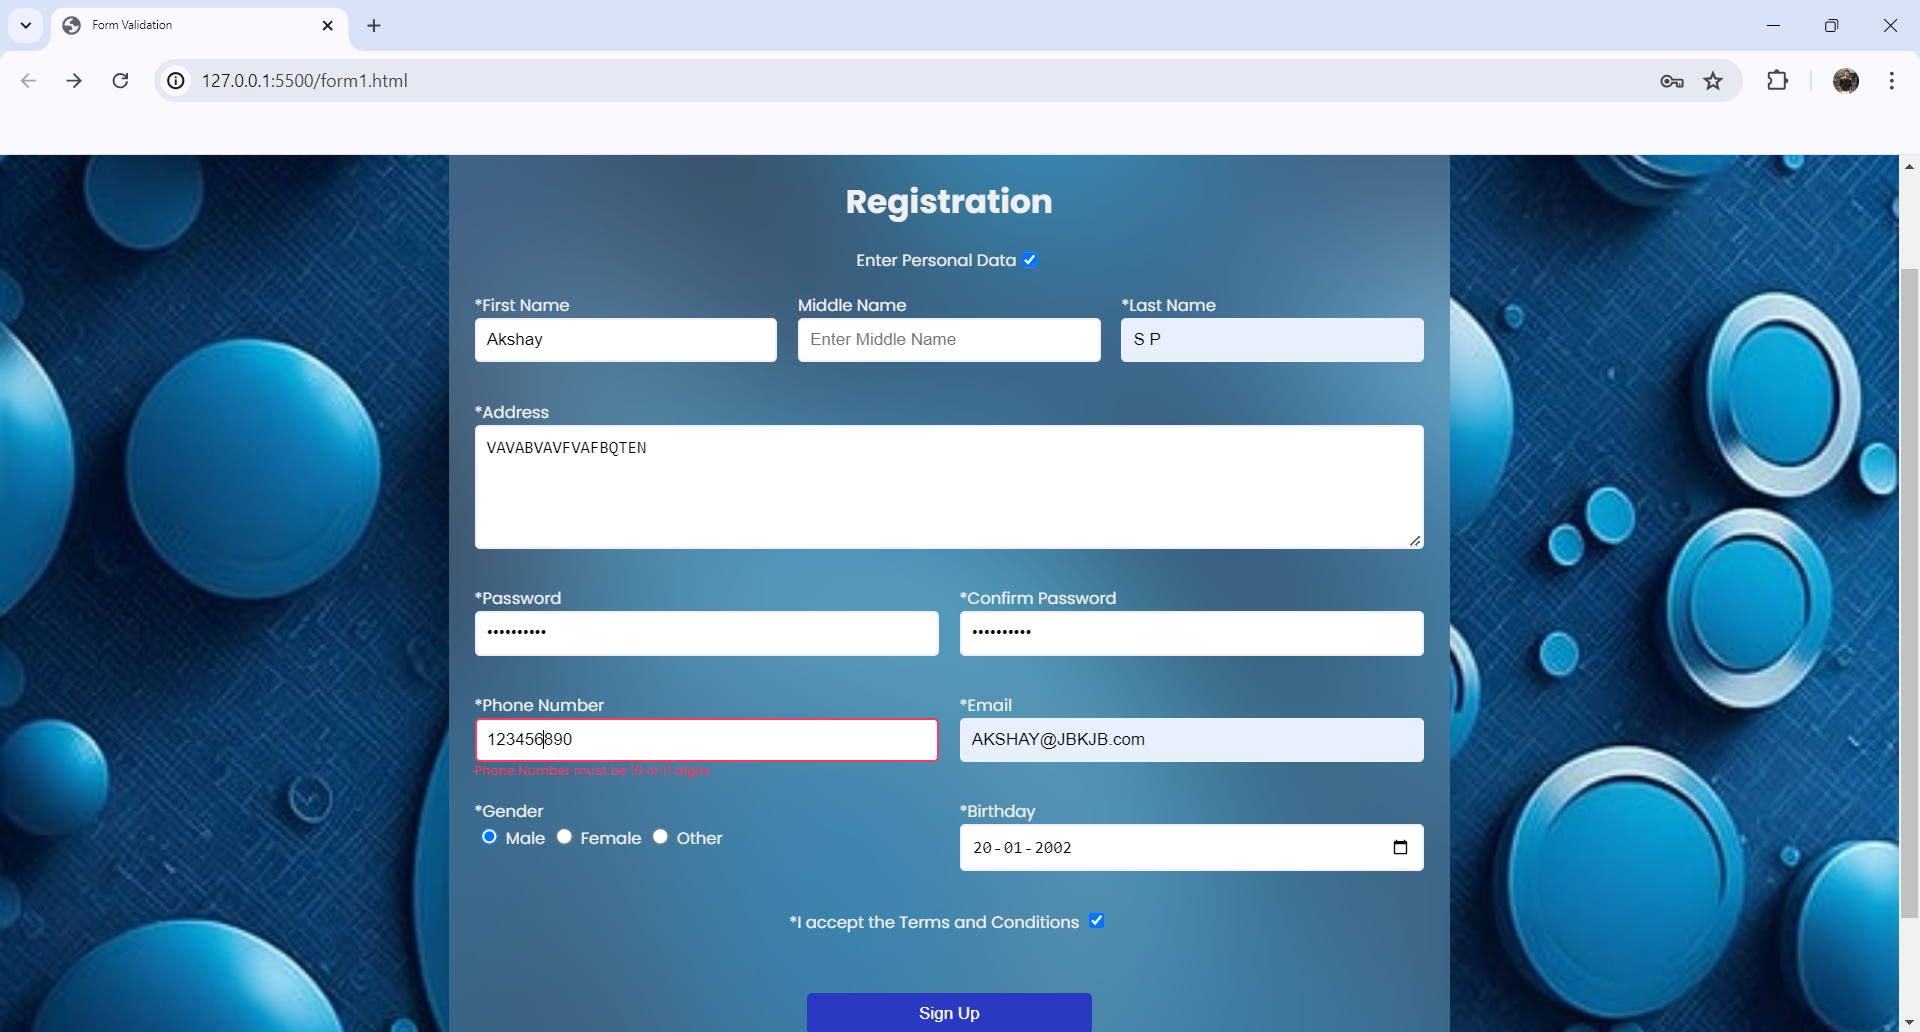 Form Validation
127.0.0.1:5500/form1.html
Registration
Enter Personal Data
*First Name Middle Name *Last Name
Akshay Enter Middle Name S P
*Address
VAVABVAVFVAFBQTEN
*Password *Confirm Password
•••••••••• ••••••••••
*Phone Number *Email
123456890 AKSHAY@JBKJB.com
Phone Number must be 10 or 11 digits
*Gender *Birthday
Male Female Other
20-01-2002
*I accept the Terms and Conditions
Sign Up